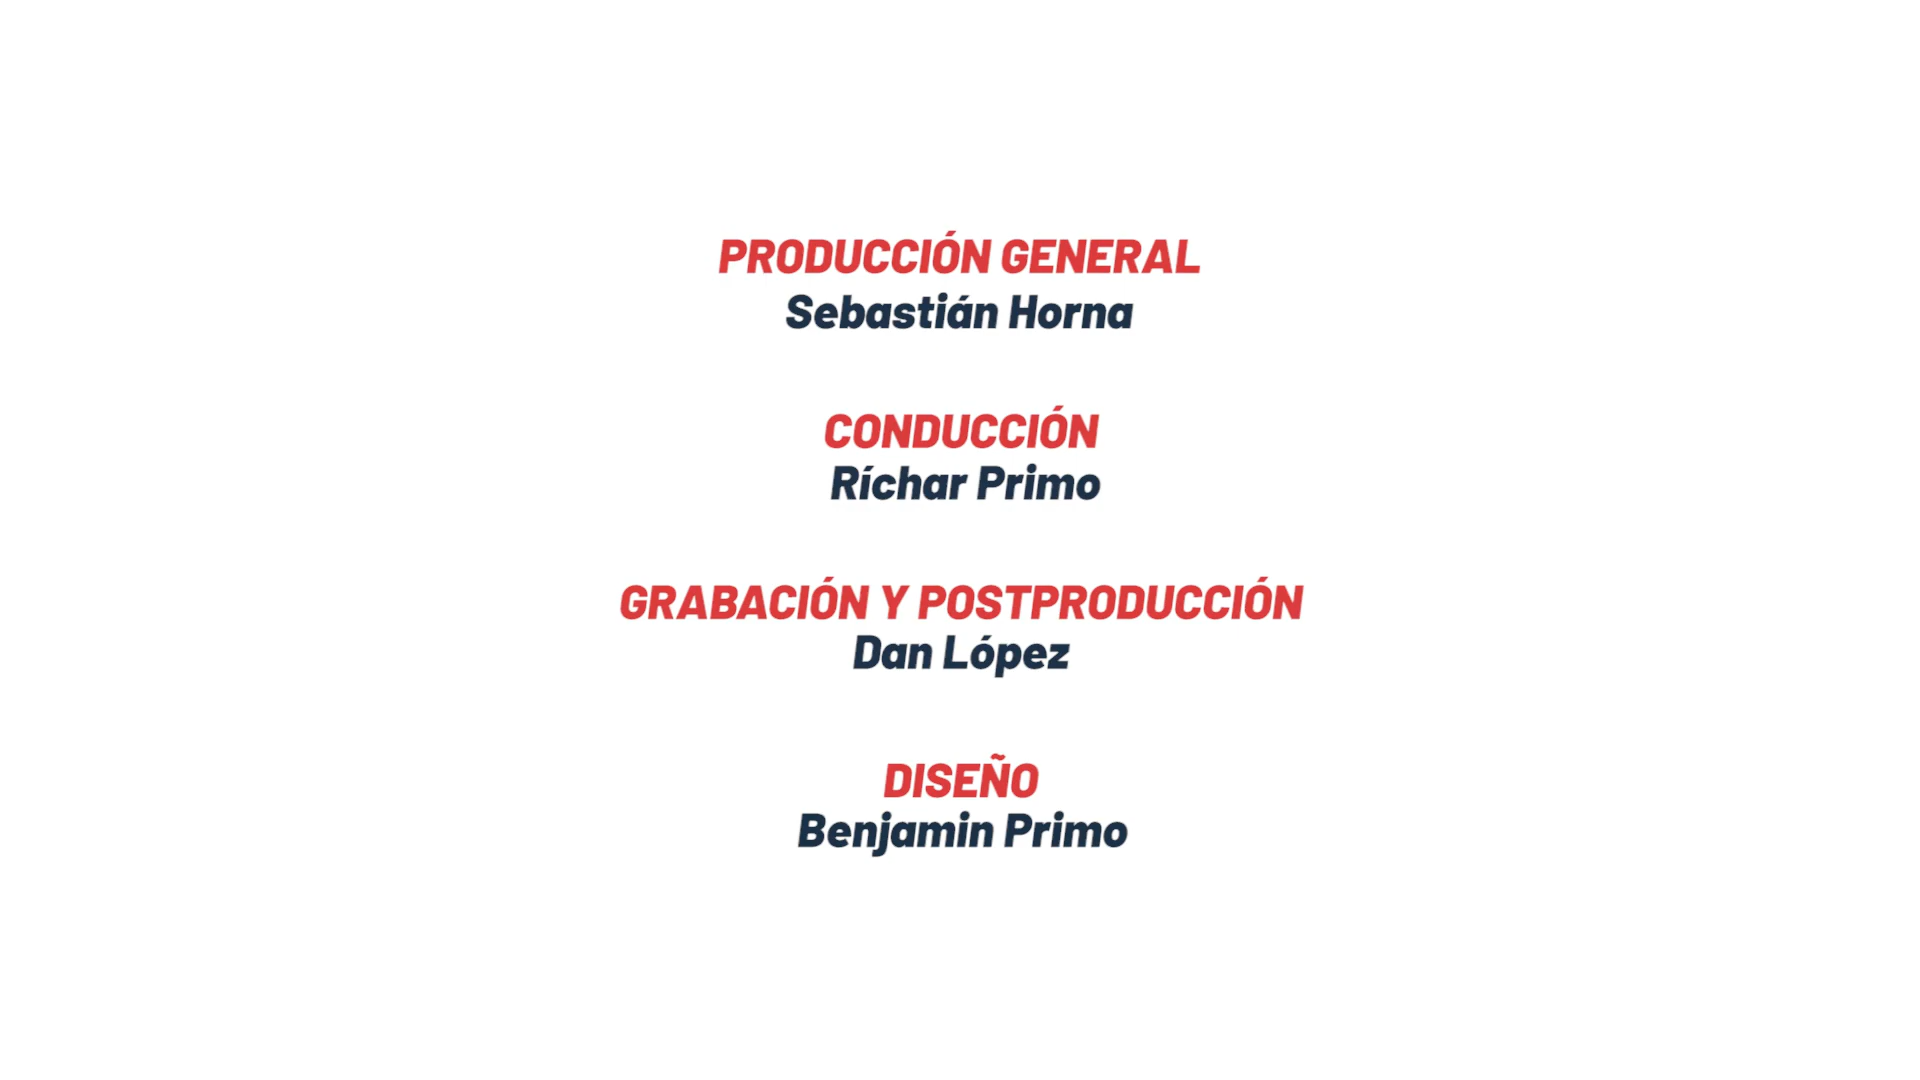 PRODUCCIÓN GENERAL
Sebastián Horna
CONDUCCIÓN
Ríchar Primo
GRABACIÓN Y POSTPRODUCCIÓN
Dan López
DISEÑO
Benjamin Primo